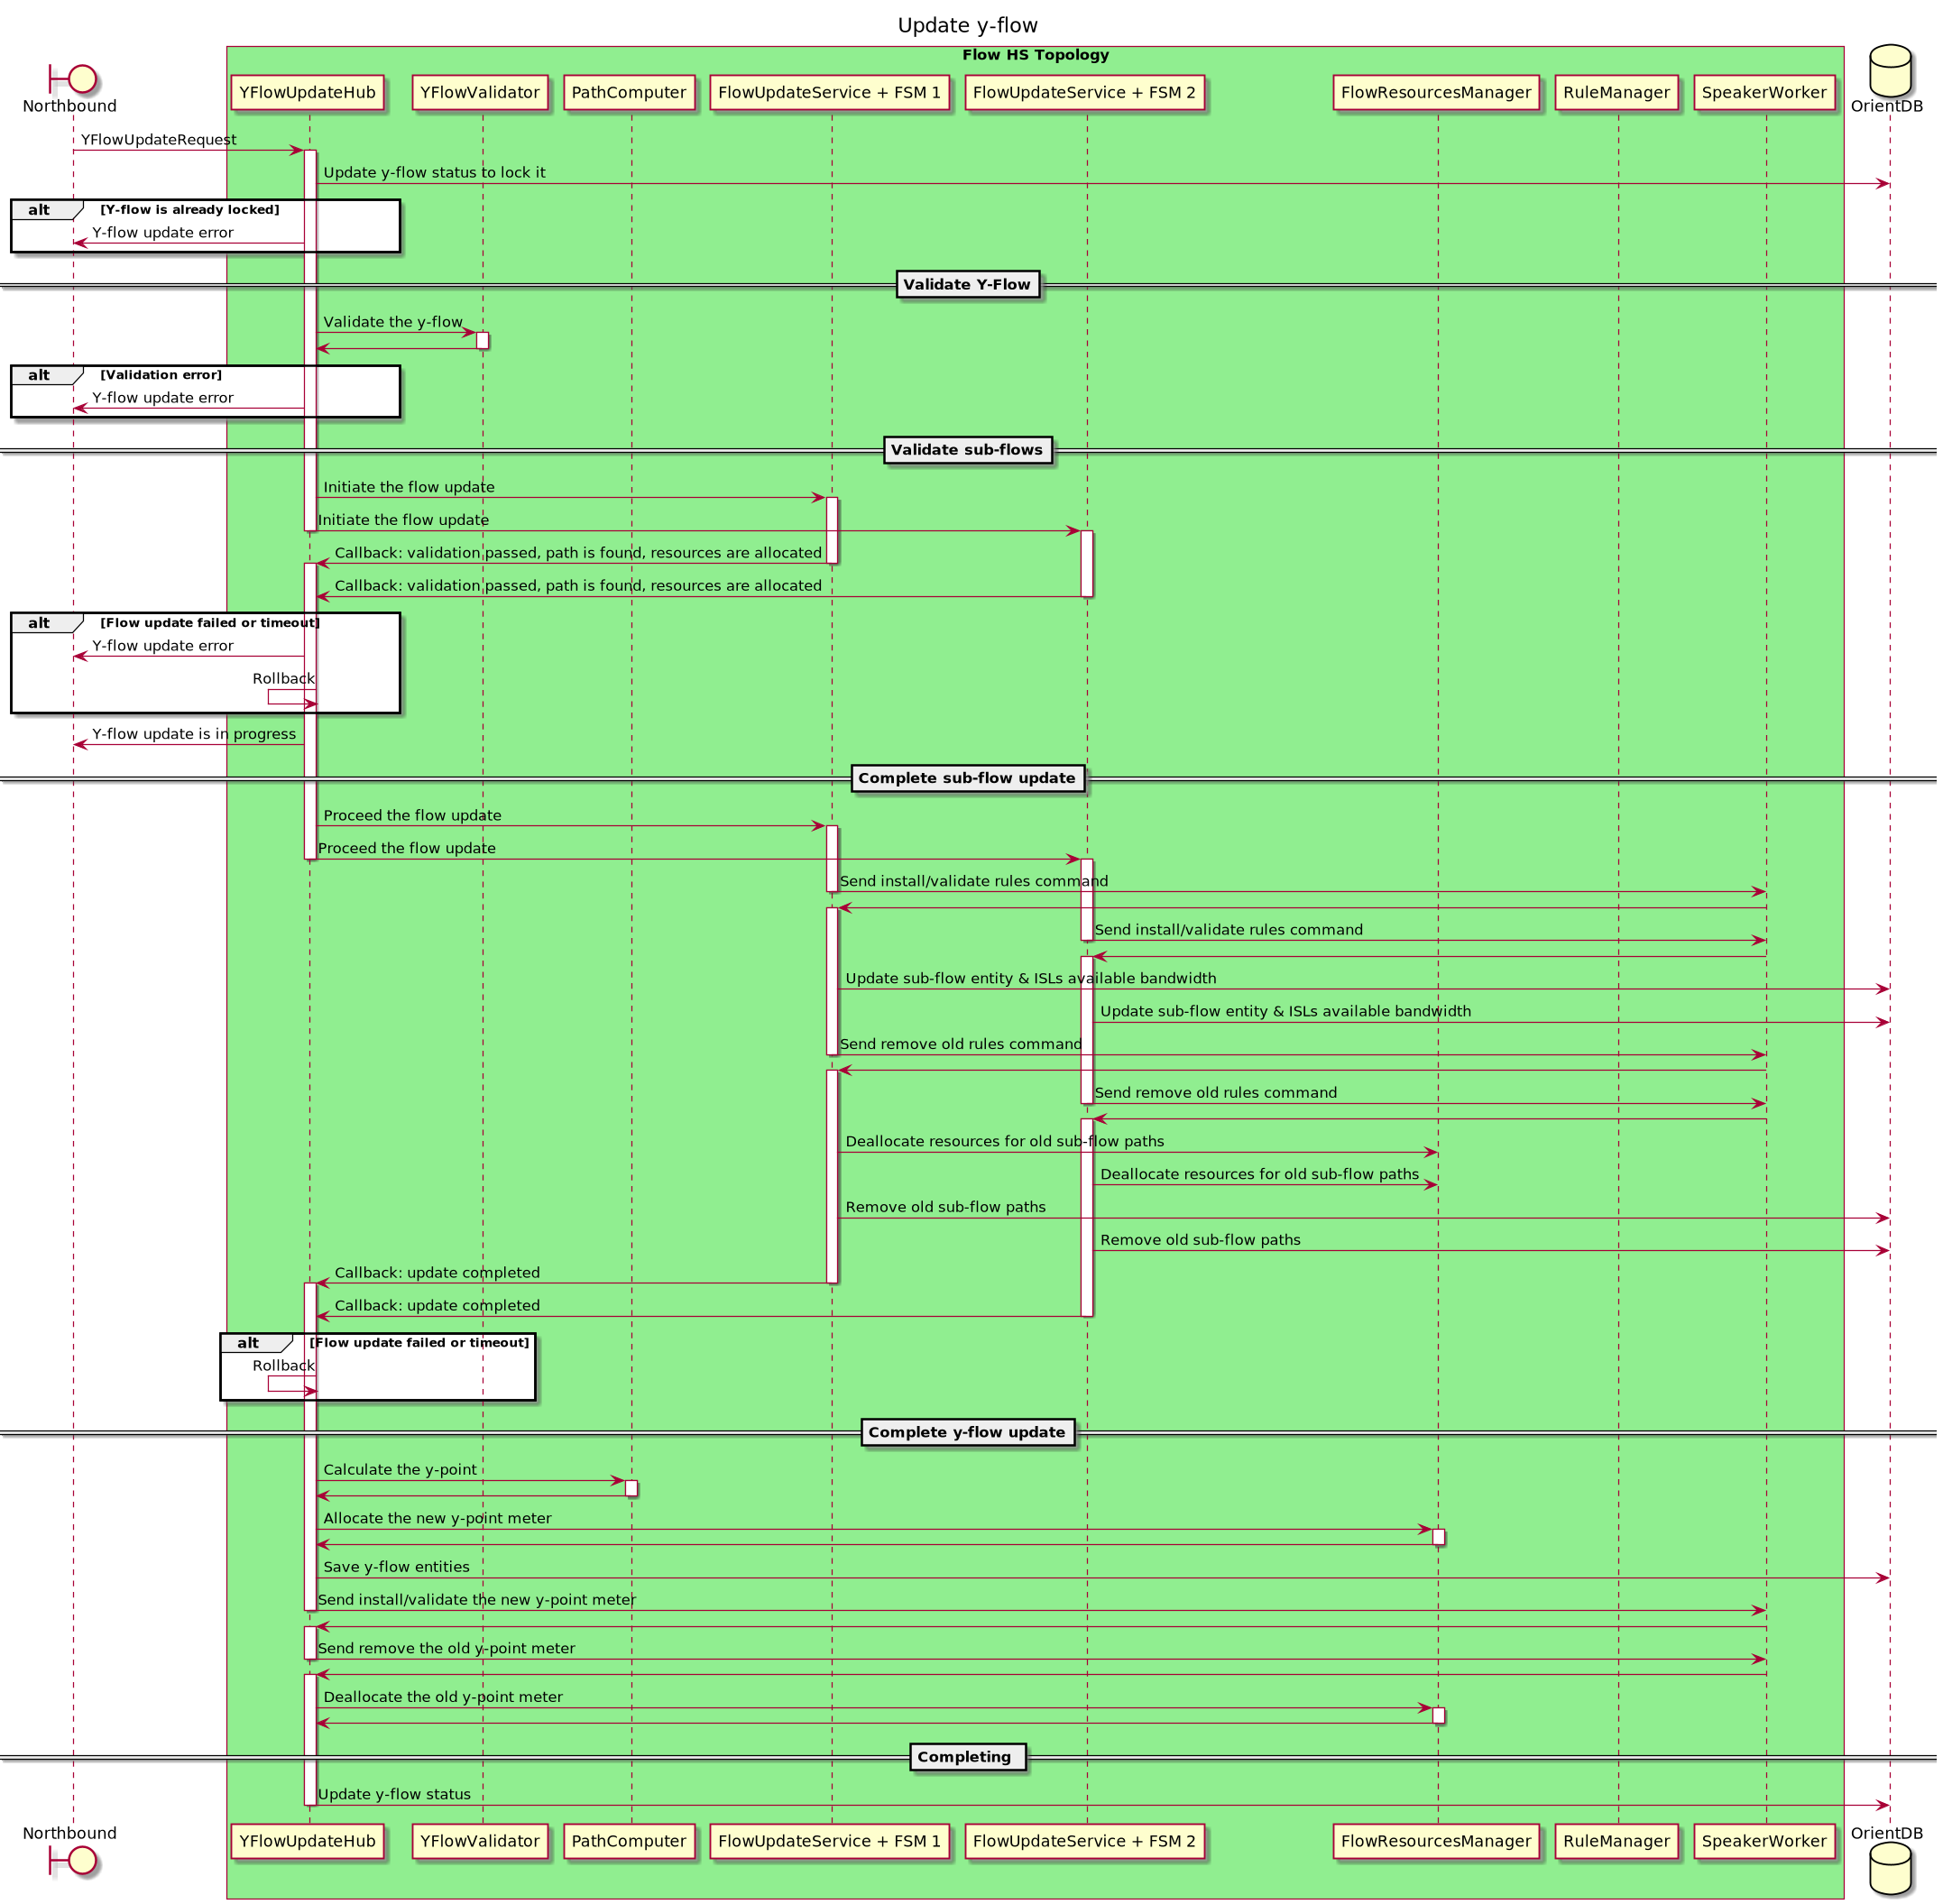 Update y-flow
Flow HS Topology
Northbound
YFlowUpdateHub
YFlowValidator
PathComputer
FlowUpdateService + FSM 1
FlowUpdateService + FSM 2
FlowResourcesManager
RuleManager
SpeakerWorker
OrientDB
YFlowUpdateRequest
Update y-flow status to lock it
alt [Y-flow is already locked]
Y-flow update error
Validate Y-Flow
Validate the y-flow
alt [Validation error]
Y-flow update error
Validate sub-flows
Initiate the flow update
Initiate the flow update
Callback: validation passed, path is found, resources are allocated
Callback: validation passed, path is found, resources are allocated
alt [Flow update failed or timeout]
Y-flow update error
Rollback
Y-flow update is in progress
Complete sub-flow update
Proceed the flow update
Proceed the flow update
Send install/validate rules command
Send install/validate rules command
Update sub-flow entity & ISLs available bandwidth
Update sub-flow entity & ISLs available bandwidth
Send remove old rules command
Send remove old rules command
Deallocate resources for old sub-flow paths
Deallocate resources for old sub-flow paths
Remove old sub-flow paths
Remove old sub-flow paths
Callback: update completed
Callback: update completed
alt [Flow update failed or timeout]
Rollback
Complete y-flow update
Calculate the y-point
Allocate the new y-point meter
Save y-flow entities
Send install/validate the new y-point meter
Send remove the old y-point meter
Deallocate the old y-point meter
Completing
Update y-flow status
Northbound
YFlowUpdateHub
YFlowValidator
PathComputer
FlowUpdateService + FSM 1
FlowUpdateService + FSM 2
FlowResourcesManager
RuleManager
SpeakerWorker
OrientDB